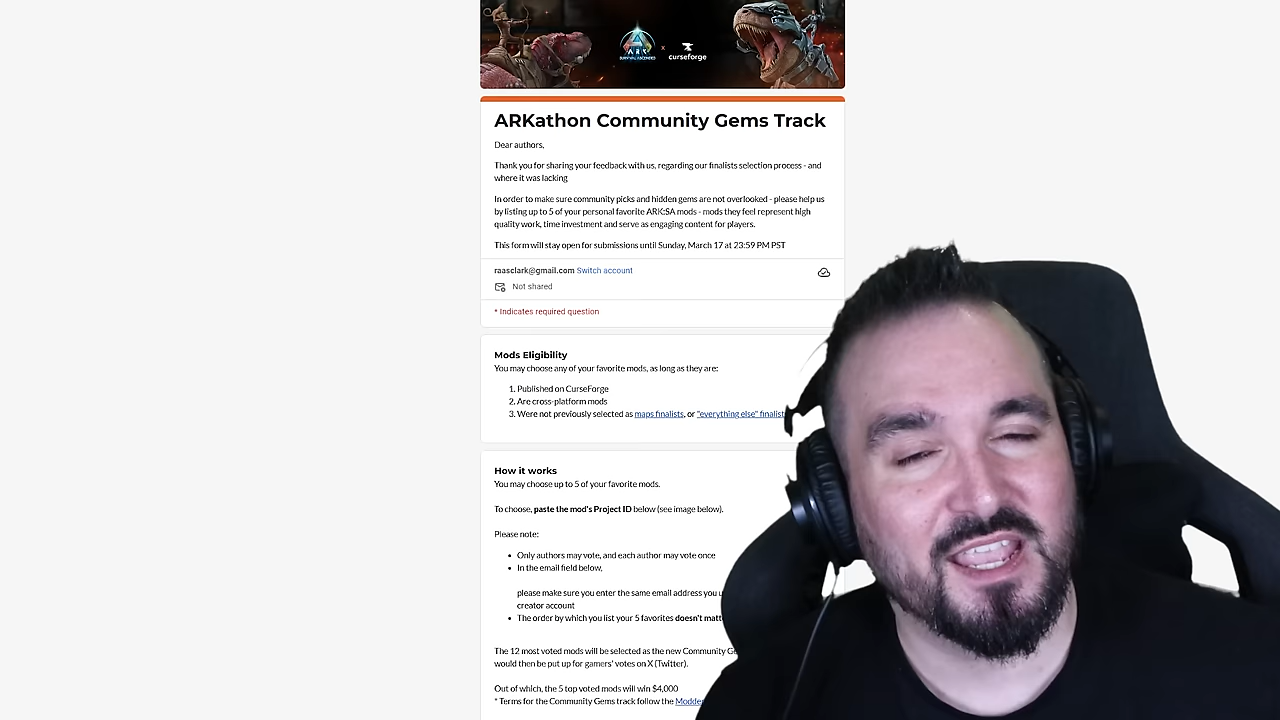 ARK
SURVIVAL ASCENDED
x
curseforge
ARKathon Community Gems Track
Dear authors,
Thank you for sharing your feedback with us, regarding our finalists selection process - and
where it was lacking
In order to make sure community picks and hidden gems are not overlooked - please help us
by listing up to 5 of your personal favorite ARK:SA mods - mods they feel represent high
quality work, time investment and serve as engaging content for players.
This form will stay open for submissions until Sunday, March 17 at 23:59 PM PST
raasclark@gmail.com Switch account
Not shared
* Indicates required question
Mods Eligibility
You may choose any of your favorite mods, as long as they are:
1. Published on CurseForge
2. Are cross-platform mods
3. Were not previously selected as maps finalists, or "everything else" finalist
How it works
You may choose up to 5 of your favorite mods.
To choose, paste the mod's Project ID below (see image below).
Please note:
• Only authors may vote, and each author may vote once
• In the email field below,
please make sure you enter the same email address you
creator account
• The order by which you list your 5 favorites doesn't
The 12 most voted mods will be selected as the new Community
would then be put up for gamers' votes on X (Twitter).
Out of which, the 5 top voted mods will win $4,000
* Terms for the Community Gems track follow the